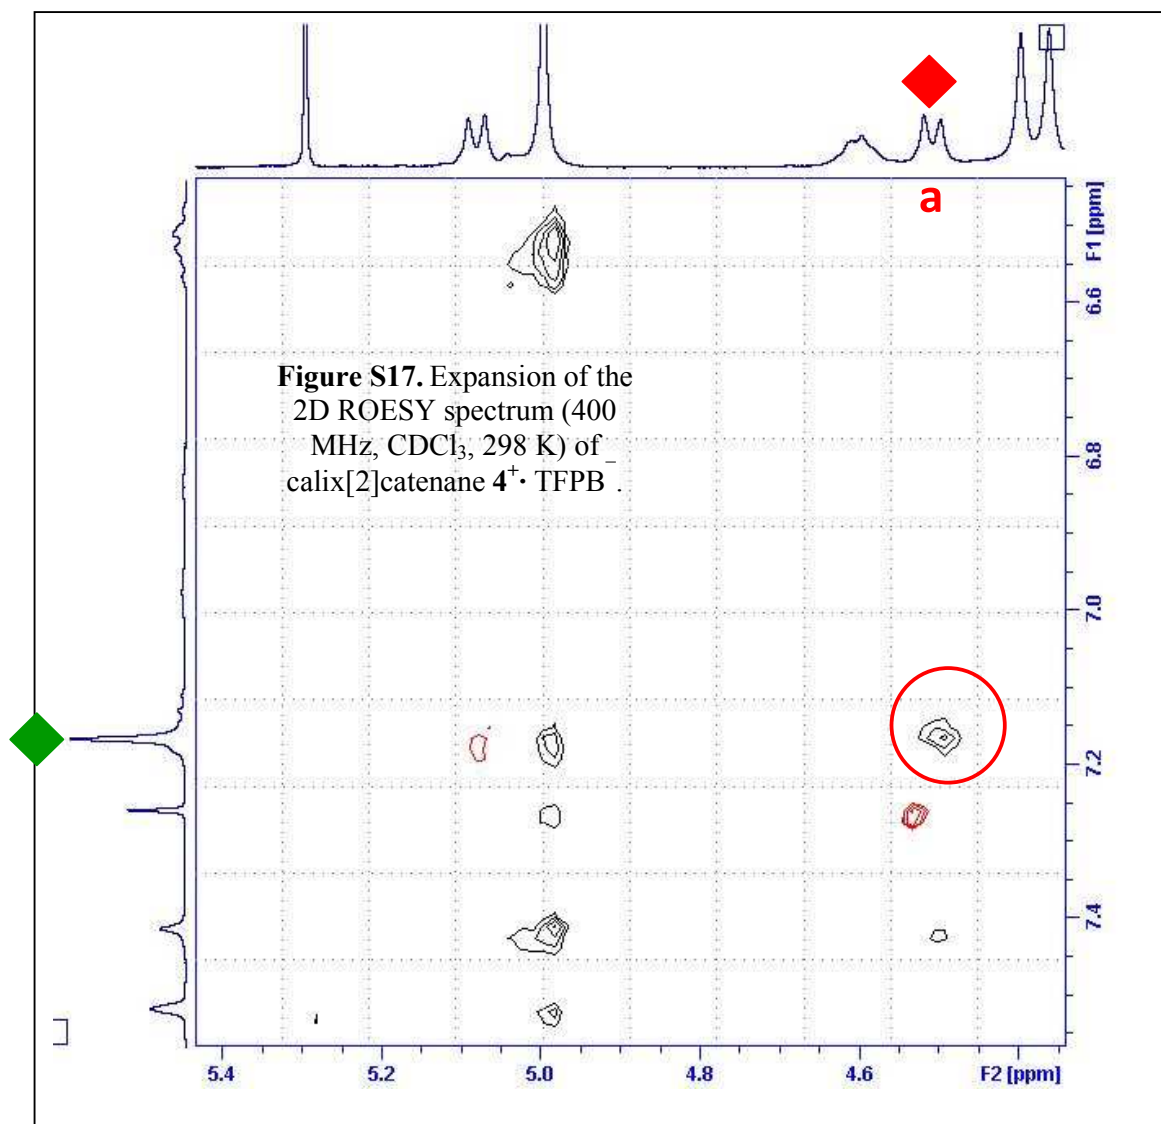 a
F1 [ppm]
6.6
6.8
7.0
7.2
7.4
Figure S17. Expansion of the
2D ROESY spectrum (400
MHz, CDCl₃, 298 K) of
calix[2]catenane 4⁺· TFPB⁻.
5.4
5.2
5.0
4.8
4.6
F2 [ppm]